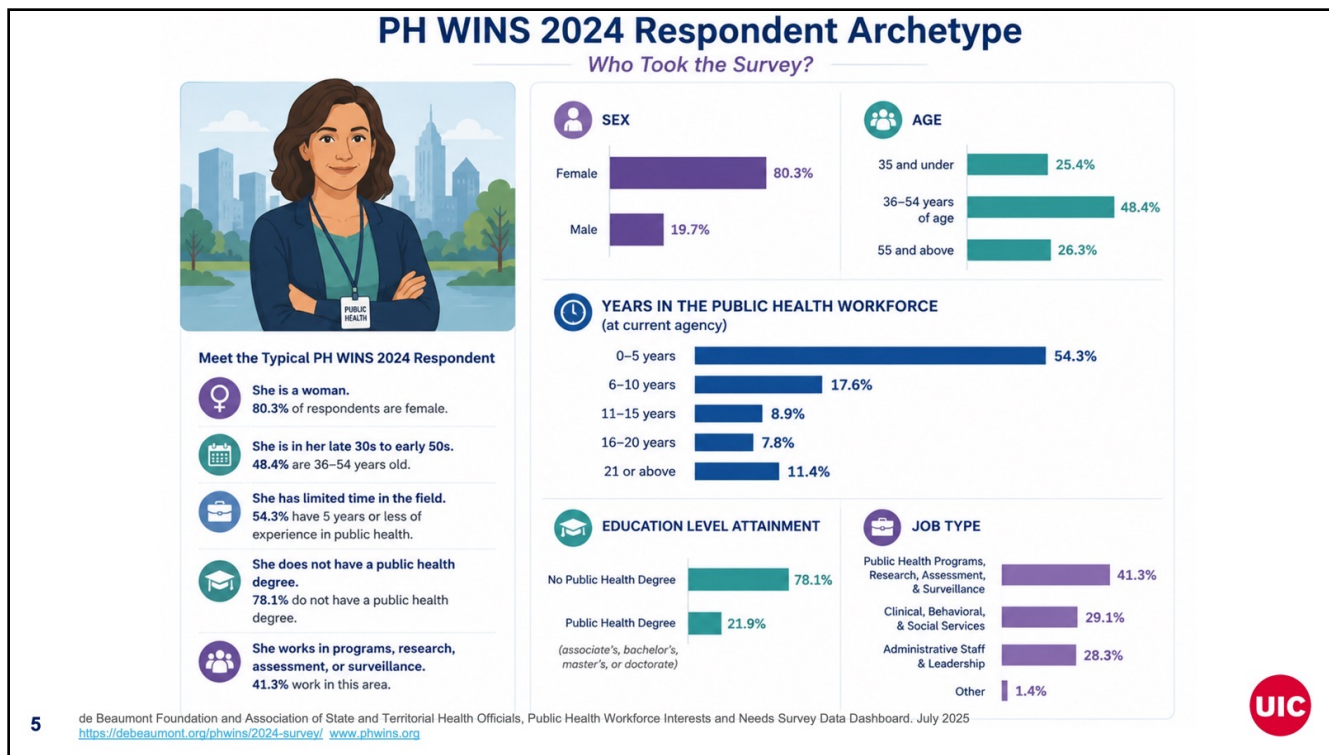 PH WINS 2024 Respondent Archetype
Who Took the Survey?
PUBLIC
HEALTH
Meet the Typical PH WINS 2024 Respondent
She is a woman.
80.3% of respondents are female.
She is in her late 30s to early 50s.
48.4% are 36–54 years old.
She has limited time in the field.
54.3% have 5 years or less of
experience in public health.
She does not have a public health
degree.
78.1% do not have a public health
degree.
She works in programs, research,
assessment, or surveillance.
41.3% work in this area.
SEX
Female 80.3%
Male 19.7%
AGE
35 and under 25.4%
36–54 years
of age 48.4%
55 and above 26.3%
YEARS IN THE PUBLIC HEALTH WORKFORCE
(at current agency)
0–5 years 54.3%
6–10 years 17.6%
11–15 years 8.9%
16–20 years 7.8%
21 or above 11.4%
EDUCATION LEVEL ATTAINMENT
No Public Health Degree 78.1%
Public Health Degree 21.9%
(associate's, bachelor's,
master's, or doctorate)
JOB TYPE
Public Health Programs,
Research, Assessment,
& Surveillance 41.3%
Clinical, Behavioral,
& Social Services 29.1%
Administrative Staff
& Leadership 28.3%
Other 1.4%
5
de Beaumont Foundation and Association of State and Territorial Health Officials, Public Health Workforce Interests and Needs Survey Data Dashboard. July 2025
https://debeaumont.org/phwins/2024-survey/ www.phwins.org
UIC